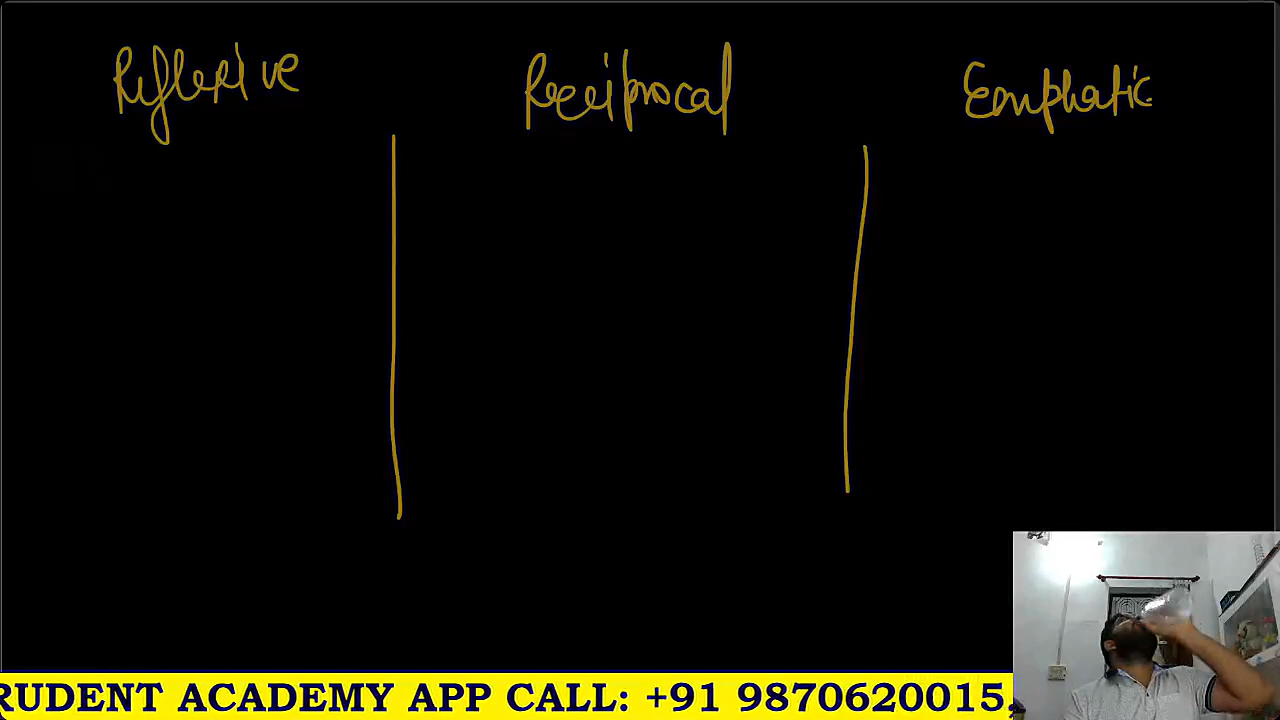 Reflexive Reciprocal Emphatic
RUDENT ACADEMY APP CALL: +91 9870620015.